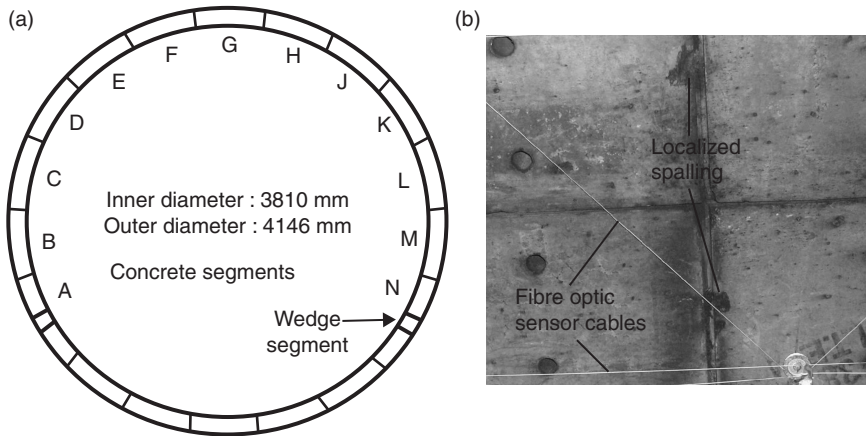 (a)
G
F
H
E
J
D
K
C
L
Inner diameter : 3810 mm
Outer diameter : 4146 mm
B
M
Concrete segments
A
N
Wedge
segment
(b)
Localized
spalling
Fibre optic
sensor cables